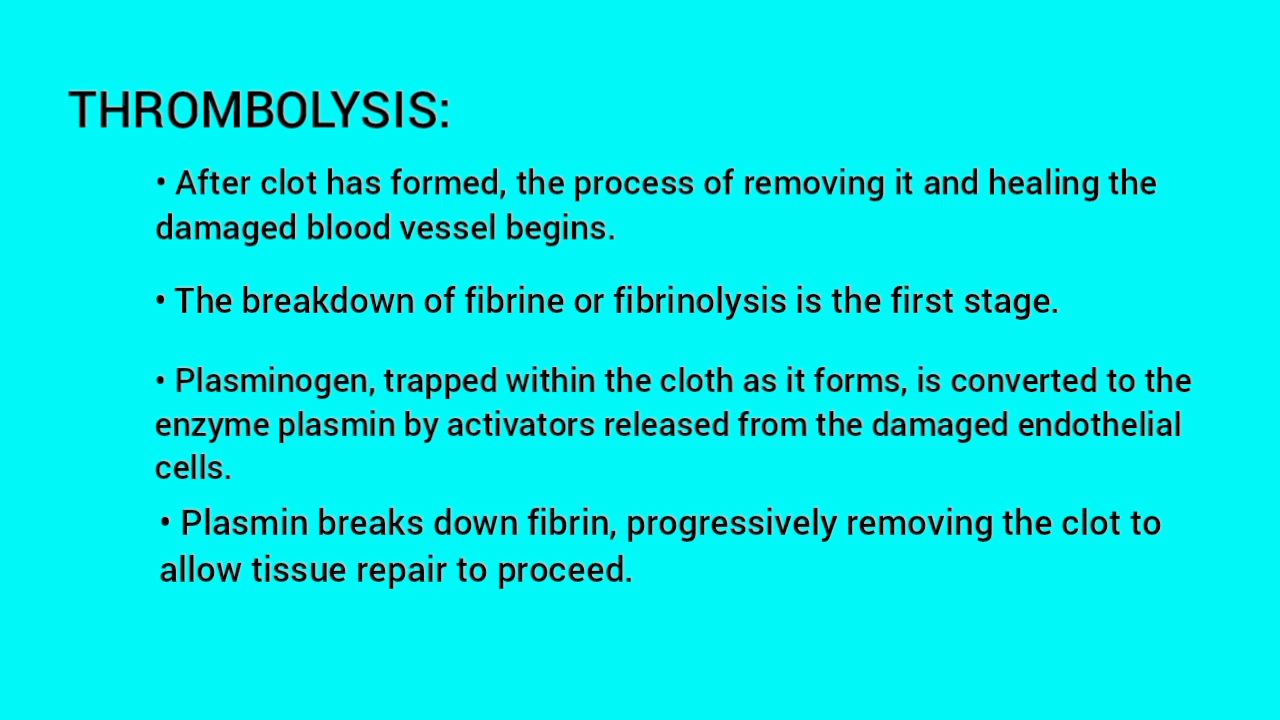 THROMBOLYSIS:
• After clot has formed, the process of removing it and healing the
damaged blood vessel begins.
• The breakdown of fibrine or fibrinolysis is the first stage.
• Plasminogen, trapped within the cloth as it forms, is converted to the
enzyme plasmin by activators released from the damaged endothelial
cells.
• Plasmin breaks down fibrin, progressively removing the clot to
allow tissue repair to proceed.